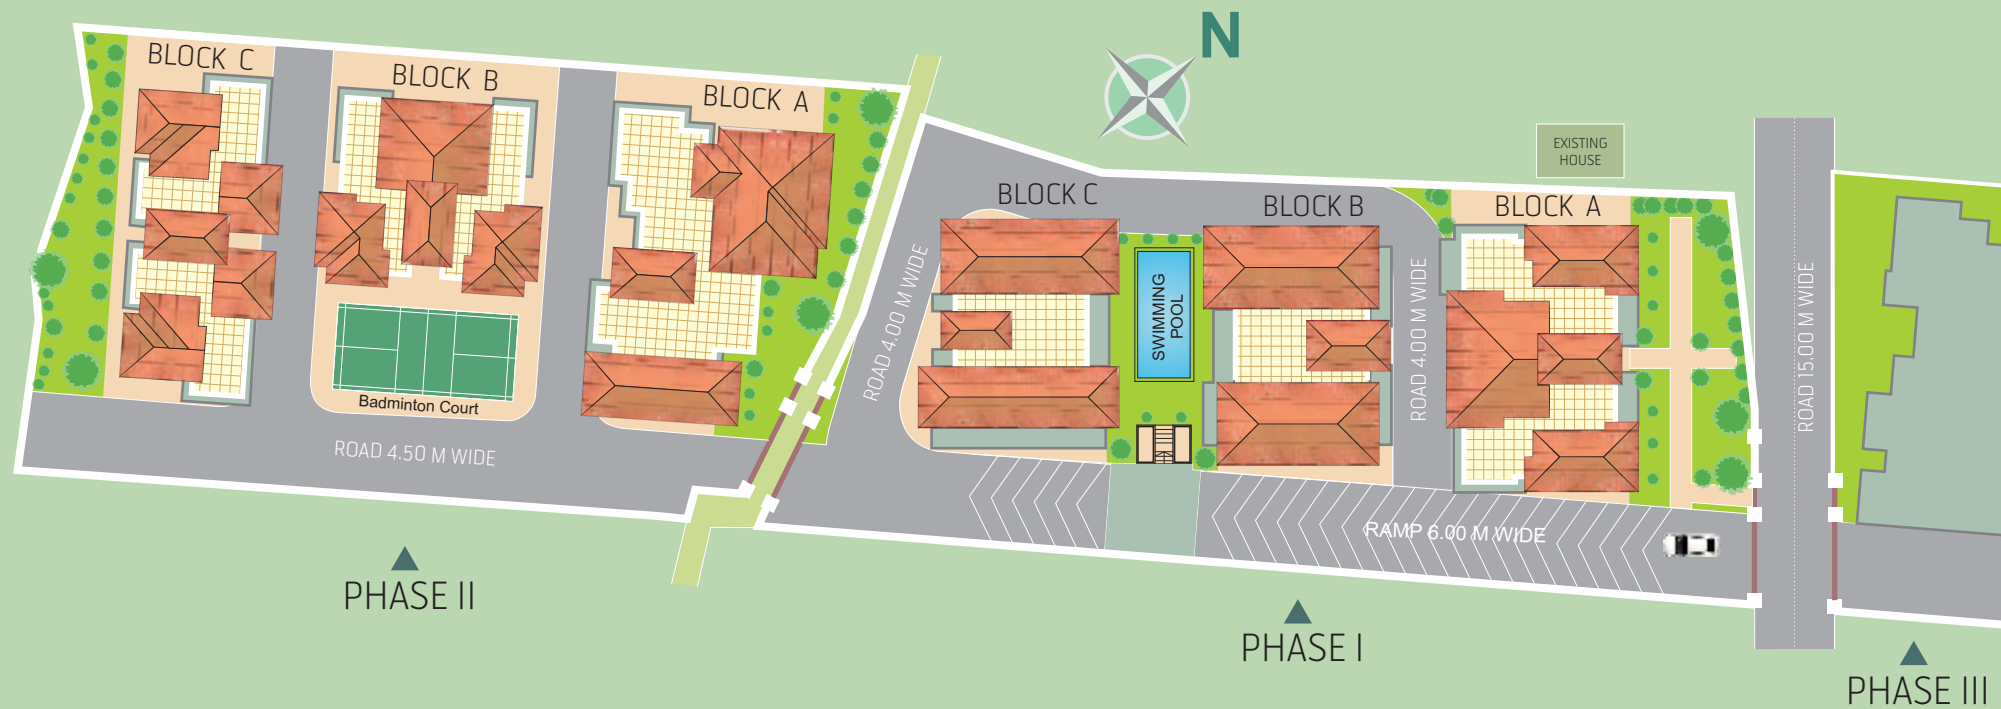 N
BLOCK C
BLOCK B
BLOCK A
Badminton Court
ROAD 4.50 M WIDE
PHASE II
ROAD 4.00 M WIDE
BLOCK C
SWIMMING
POOL
BLOCK B
ROAD 4.00 M WIDE
BLOCK A
EXISTING
HOUSE
RAMP 6.00 M WIDE
PHASE I
ROAD 15.00 M WIDE
PHASE III